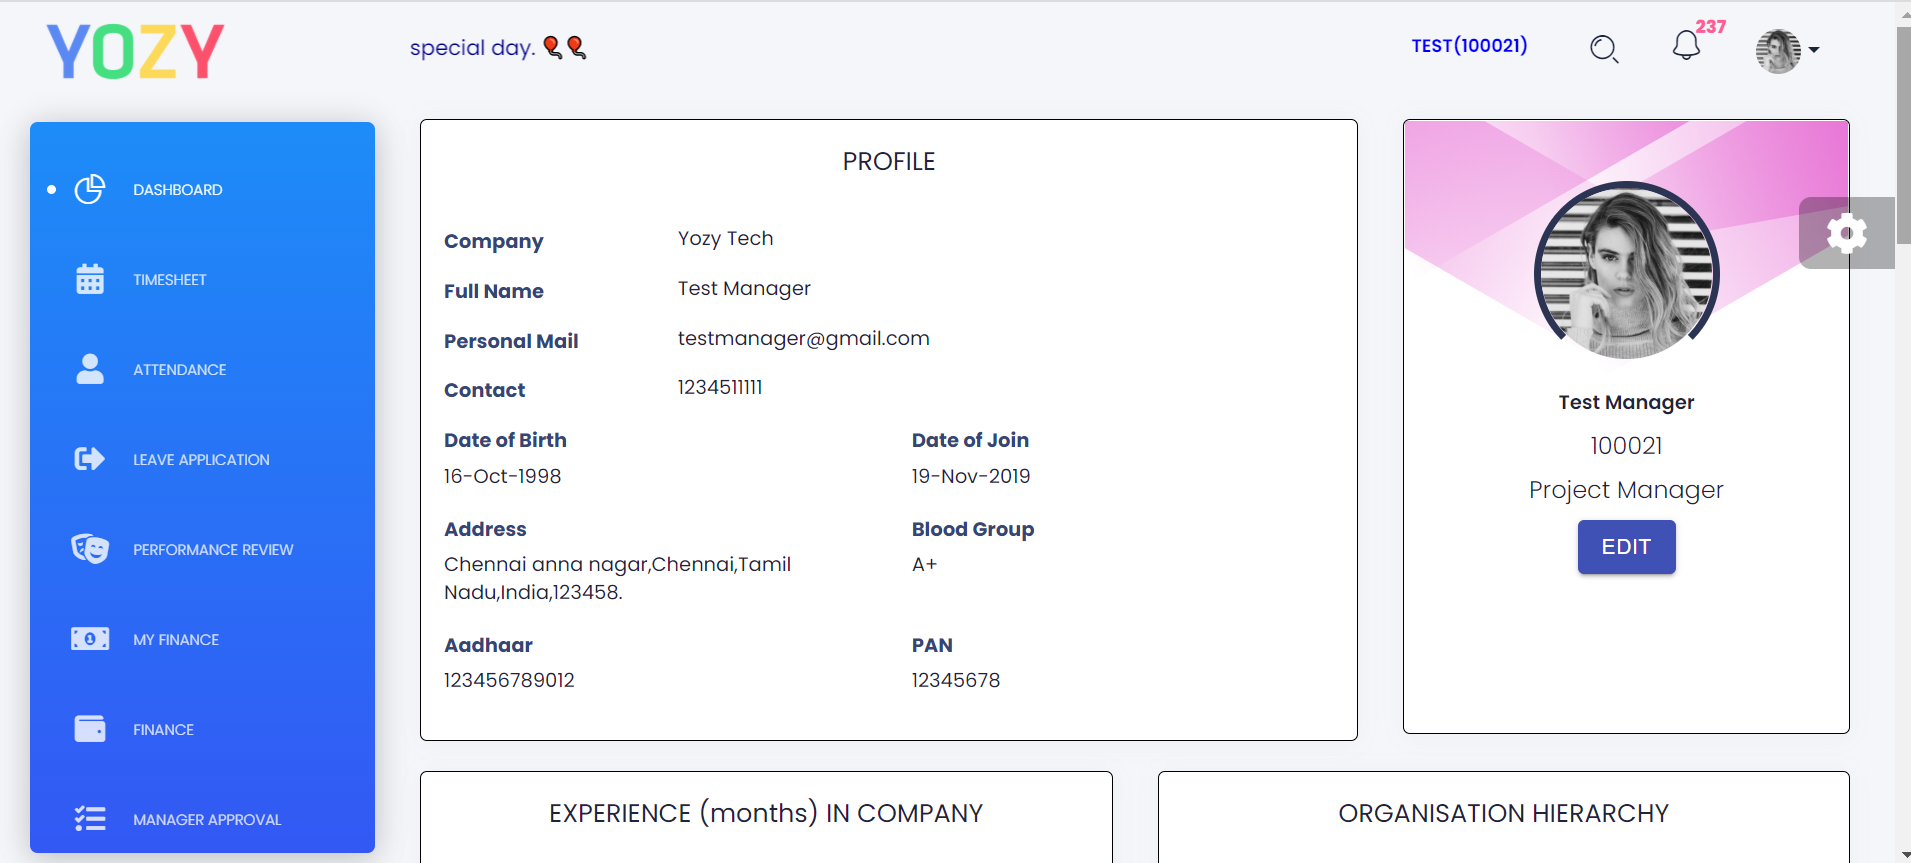 YOZY
special day. 🎈🎈
TEST(100021)
237
DASHBOARD
TIMESHEET
ATTENDANCE
LEAVE APPLICATION
PERFORMANCE REVIEW
MY FINANCE
FINANCE
MANAGER APPROVAL
PROFILE
Company Yozy Tech
Full Name Test Manager
Personal Mail testmanager@gmail.com
Contact 1234511111
Date of Birth Date of Join
16-Oct-1998 19-Nov-2019
Address Blood Group
Chennai anna nagar,Chennai,Tamil A+
Nadu,India,123458.
Aadhaar PAN
123456789012 12345678
Test Manager
100021
Project Manager
EDIT
EXPERIENCE (months) IN COMPANY
ORGANISATION HIERARCHY